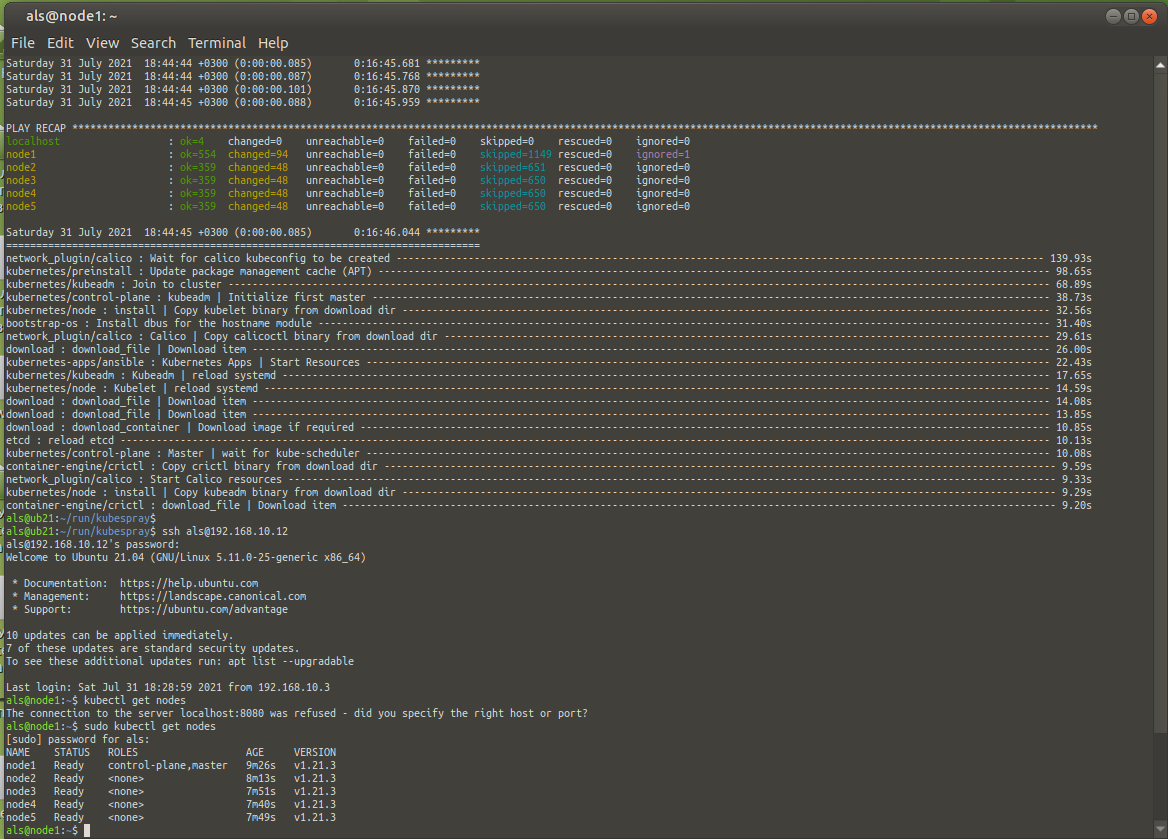 als@node1: ~
File Edit View Search Terminal Help
Saturday 31 July 2021  18:44:44 +0300 (0:00:00.085)       0:16:45.681 *********
Saturday 31 July 2021  18:44:44 +0300 (0:00:00.087)       0:16:45.768 *********
Saturday 31 July 2021  18:44:44 +0300 (0:00:00.101)       0:16:45.870 *********
Saturday 31 July 2021  18:44:45 +0300 (0:00:00.088)       0:16:45.959 *********
PLAY RECAP *********************************************************************
localhost                  : ok=4    changed=0    unreachable=0    failed=0    skipped=0    rescued=0    ignored=0
node1                      : ok=554  changed=94   unreachable=0    failed=0    skipped=1149 rescued=0    ignored=1
node2                      : ok=359  changed=48   unreachable=0    failed=0    skipped=651  rescued=0    ignored=0
node3                      : ok=359  changed=48   unreachable=0    failed=0    skipped=650  rescued=0    ignored=0
node4                      : ok=359  changed=48   unreachable=0    failed=0    skipped=650  rescued=0    ignored=0
node5                      : ok=359  changed=48   unreachable=0    failed=0    skipped=650  rescued=0    ignored=0
Saturday 31 July 2021  18:44:45 +0300 (0:00:00.085)       0:16:46.044 *********
===============================================================================
network_plugin/calico : Wait for calico kubeconfig to be created ------------ 139.93s
kubernetes/preinstall : Update package management cache (APT) ------------ 98.65s
kubernetes/kubeadm : Join to cluster ------------ 68.89s
kubernetes/control-plane : kubeadm | Initialize first master ------------ 38.73s
kubernetes/node : install | Copy kubelet binary from download dir ------------ 32.56s
bootstrap-os : Install dbus for the hostname module ------------ 31.40s
network_plugin/calico : Calico | Copy calicoctl binary from download dir ------------ 29.61s
download : download_file | Download item ------------ 26.00s
kubernetes-apps/ansible : Kubernetes Apps | Start Resources ------------ 22.43s
kubernetes/kubeadm : Kubeadm | reload systemd ------------ 17.65s
kubernetes/node : Kubelet | reload systemd ------------ 14.59s
download : download_file | Download item ------------ 14.08s
download : download_file | Download item ------------ 13.85s
download : download_container | Download image if required ------------ 10.85s
etcd : reload etcd ------------ 10.13s
kubernetes/control-plane : Master | wait for kube-scheduler ------------ 10.08s
container-engine/crictl : Copy crictl binary from download dir ------------ 9.59s
network_plugin/calico : Start Calico resources ------------ 9.33s
kubernetes/node : install | Copy kubeadm binary from download dir ------------ 9.29s
container-engine/crictl : download_file | Download item ------------ 9.20s
als@ub21:~/run/kubespray$
als@ub21:~/run/kubespray$ ssh als@192.168.10.12
als@192.168.10.12's password:
Welcome to Ubuntu 21.04 (GNU/Linux 5.11.0-25-generic x86_64)
 * Documentation:  https://help.ubuntu.com
 * Management:     https://landscape.canonical.com
 * Support:        https://ubuntu.com/advantage
10 updates can be applied immediately.
7 of these updates are standard security updates.
To see these additional updates run: apt list --upgradable
Last login: Sat Jul 31 18:28:59 2021 from 192.168.10.3
als@node1:~$ kubectl get nodes
The connection to the server localhost:8080 was refused - did you specify the right host or port?
als@node1:~$ sudo kubectl get nodes
[sudo] password for als:
NAME    STATUS   ROLES                  AGE     VERSION
node1   Ready    control-plane,master   9m26s   v1.21.3
node2   Ready    <none>                 8m13s   v1.21.3
node3   Ready    <none>                 7m51s   v1.21.3
node4   Ready    <none>                 7m40s   v1.21.3
node5   Ready    <none>                 7m49s   v1.21.3
als@node1:~$